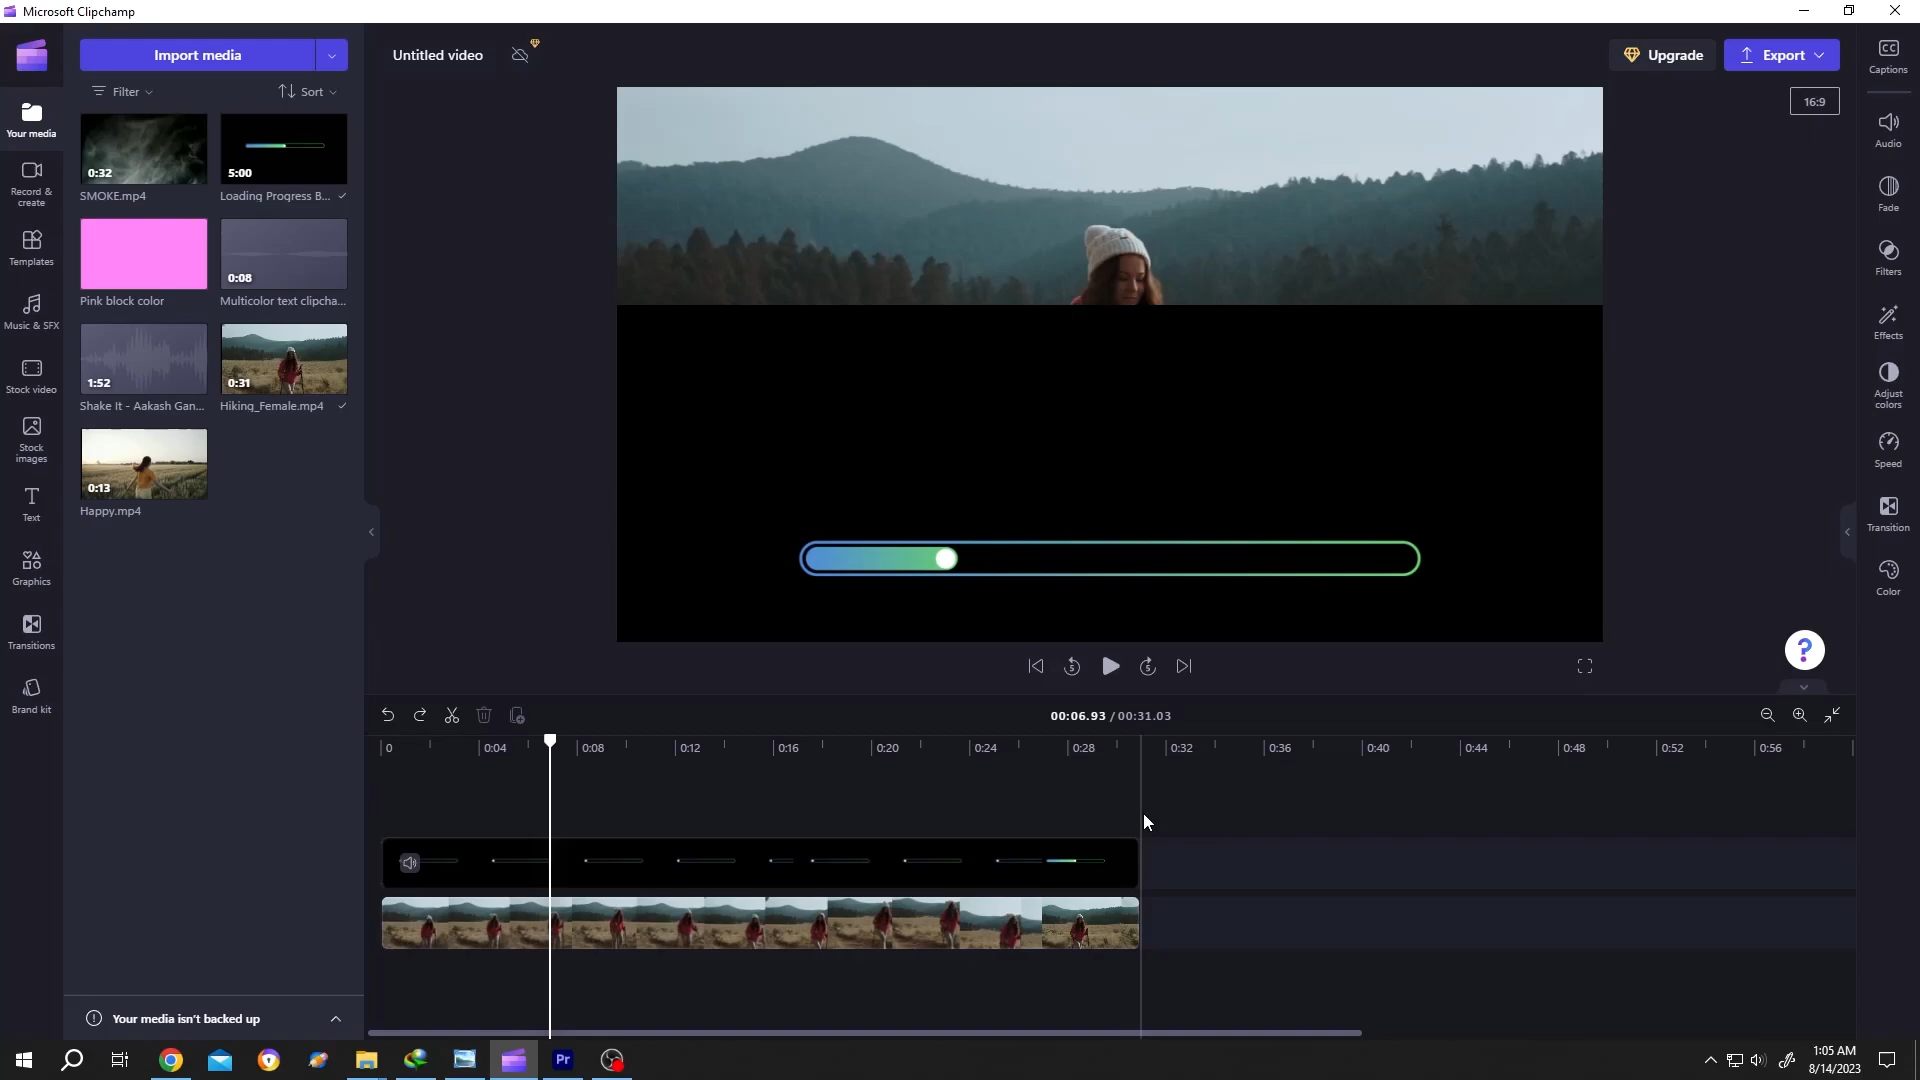 Microsoft Clipchamp
Import media
Filter
Sort
Your media
Record &
create
Templates
Music & SFX
Stock video
Stock
images
Text
Graphics
Transitions
Brand kit
0:32
SMOKE.mp4
5:00
Loading Progress B...
Pink block color
0:08
Multicolor text clipcha...
1:52
Shake It - Aakash Gan...
0:31
Hiking_Female.mp4
0:13
Happy.mp4
Your media isn't backed up
Untitled video
Upgrade
Export
16:9
CC
Captions
Audio
Fade
Filters
Effects
Adjust
colors
Speed
Transition
Color
5
5
?
00:06.93 / 00:31.03
0
0:04
0:08
0:12
0:16
0:20
0:24
0:28
0:32
0:36
0:40
0:44
0:48
0:52
0:56
Pr
1:05 AM
8/14/2023